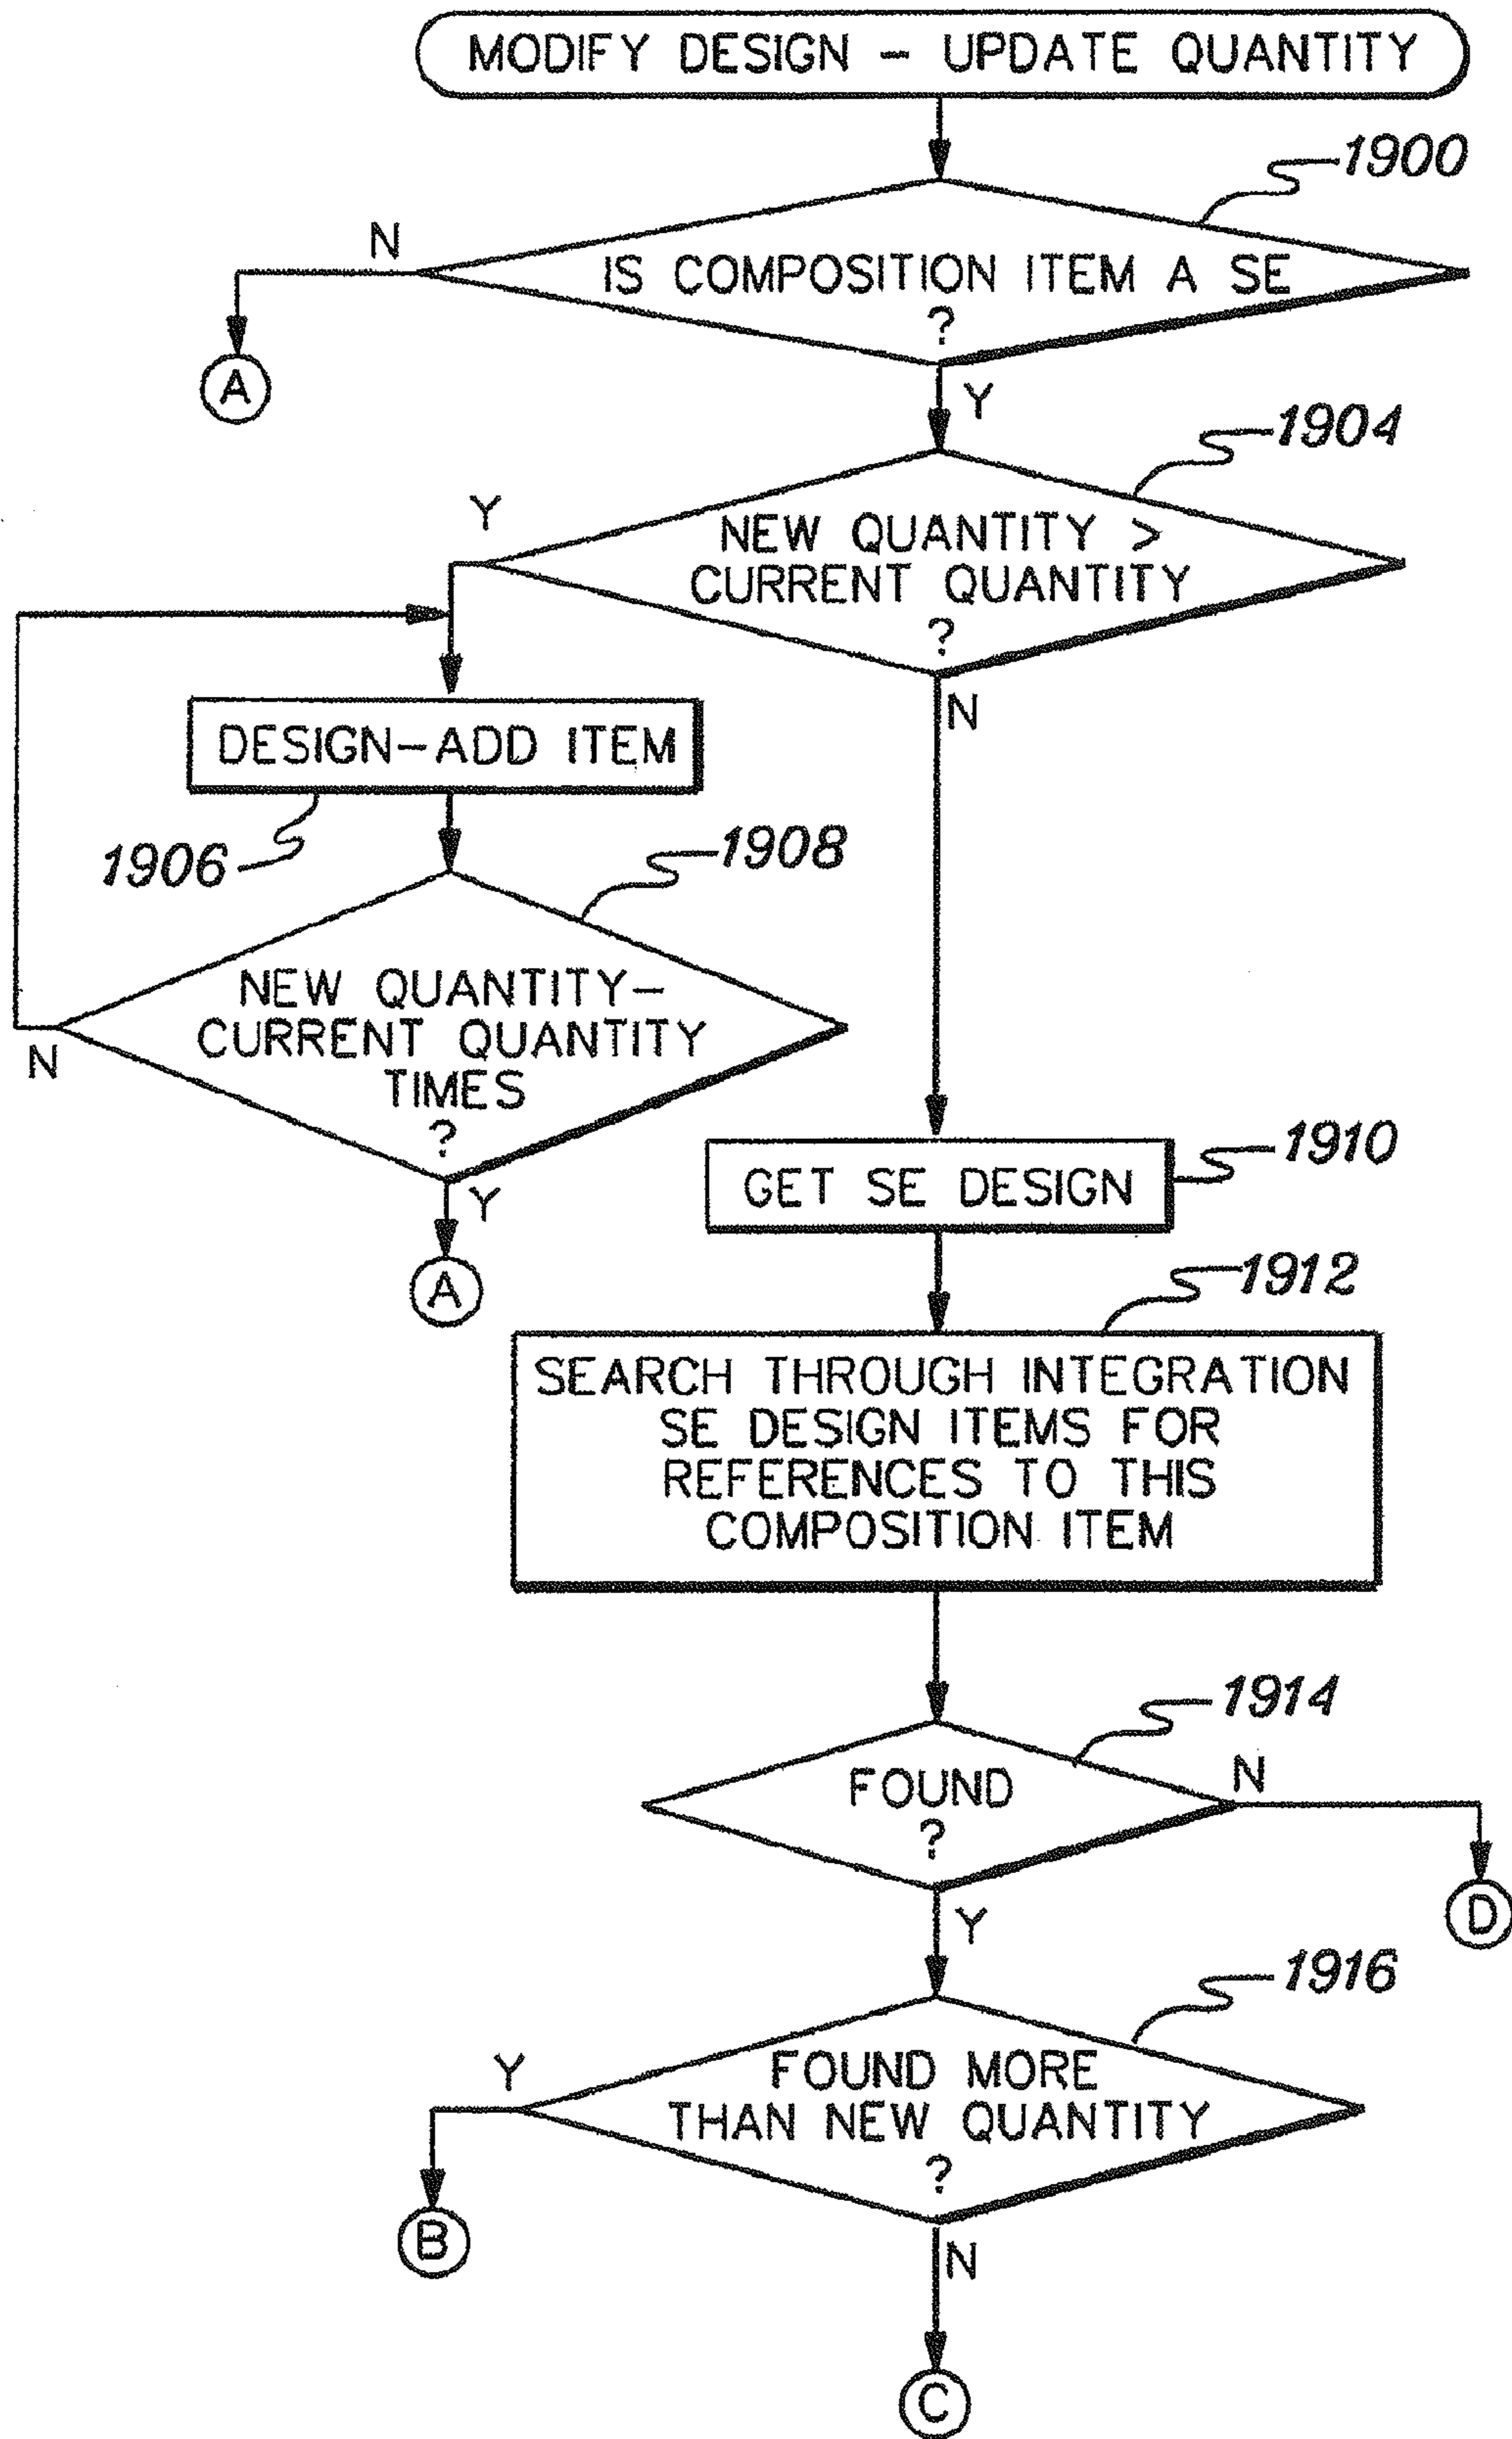 MODIFY DESIGN - UPDATE QUANTITY
1900
N
IS COMPOSITION ITEM A SE
?
A
Y
1904
Y
NEW QUANTITY >
CURRENT QUANTITY
?
N
DESIGN-ADD ITEM
1906
1908
NEW QUANTITY-
CURRENT QUANTITY
TIMES
?
N
Y
A
GET SE DESIGN
1910
1912
SEARCH THROUGH INTEGRATION
SE DESIGN ITEMS FOR
REFERENCES TO THIS
COMPOSITION ITEM
1914
FOUND
?
N
D
Y
1916
Y
FOUND MORE
THAN NEW QUANTITY
?
B
N
C